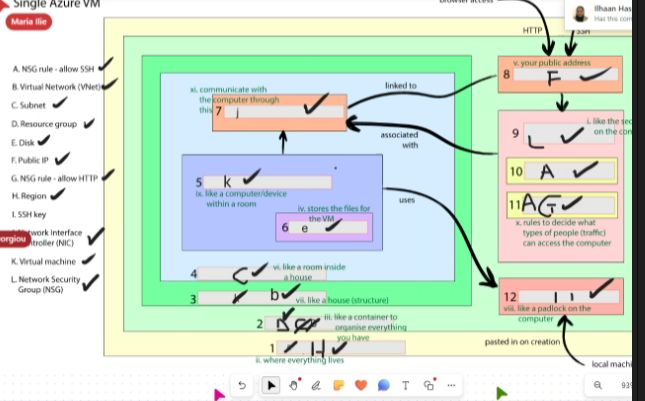 Single Azure VM
Maria Ilie
browser access
Ilhaan Has
Has this con
HTTP
SSH
A. NSG rule - allow SSH
B. Virtual Network (VNet)
C. Subnet
D. Resource group
E. Disk
F. Public IP
G. NSG rule - allow HTTP
H. Region
I. SSH key
orgiou
work Interface
troller (NIC)
K. Virtual machine
L. Network Security
Group (NSG)
xi. communicate with
the computer through
this 7 j
linked to
associated
with
uses
v. your public address
8 F
i. like the sec
on the con
9 L
10 A
11 G
x. rules to decide what
types of people (traffic)
can access the computer
5 k
ix. like a computer/device
within a room
iv. stores the files for
the VM
6 e
4 C
vi. like a room inside
a house
3 b
vii. like a house (structure)
2
iii. like a container to
organise everything
you have
1 H
ii. where everything lives
12
viii. like a padlock on the
computer
pasted in on creation
local machi
T
93